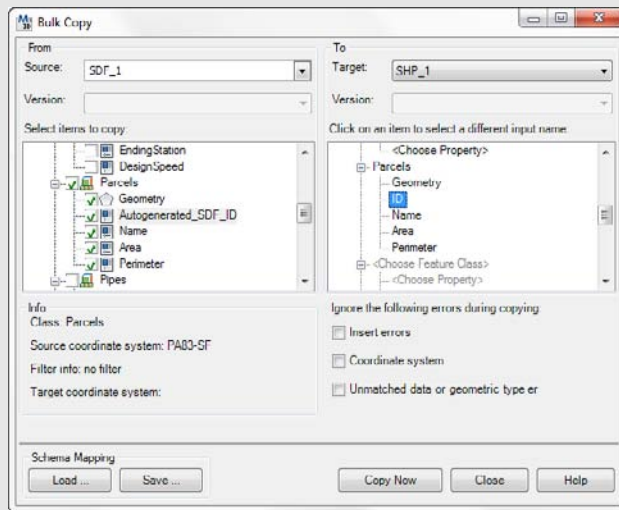 Bulk Copy
From
Source: SDF_1
Version:
Select items to copy:
EndingStation
DesignSpeed
Parcels
Geometry
Autogenerated_SDF_ID
Name
Area
Perimeter
Pipes
Info
Class: Parcels
Source coordinate system: PA83-SF
Filter info: no filter
Target coordinate system:
To
Target: SHP_1
Version:
Click on an item to select a different input name:
<Choose Property>
Parcels
Geometry
ID
Name
Area
Perimeter
<Choose Feature Class>
<Choose Property>
Ignore the following errors during copying:
Insert errors
Coordinate system
Unmatched data or geometric type er
Schema Mapping
Load ... Save ... Copy Now Close Help